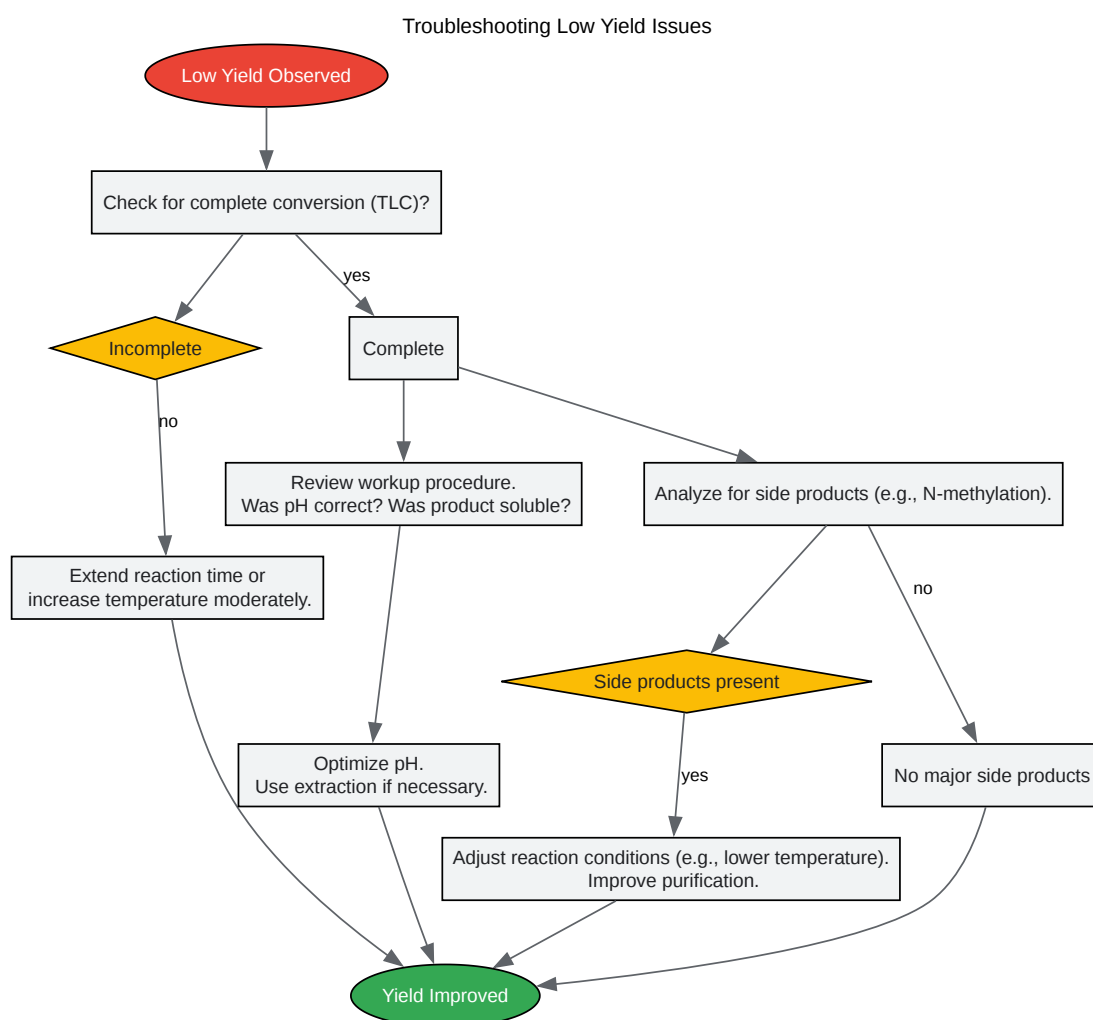 Troubleshooting Low Yield Issues
Low Yield Observed
Check for complete conversion (TLC)?
yes
Incomplete
Complete
no
Review workup procedure.
Was pH correct? Was product soluble?
Analyze for side products (e.g., N-methylation).
Extend reaction time or
increase temperature moderately.
no
Side products present
Optimize pH.
Use extraction if necessary.
yes
No major side products
Adjust reaction conditions (e.g., lower temperature).
Improve purification.
Yield Improved